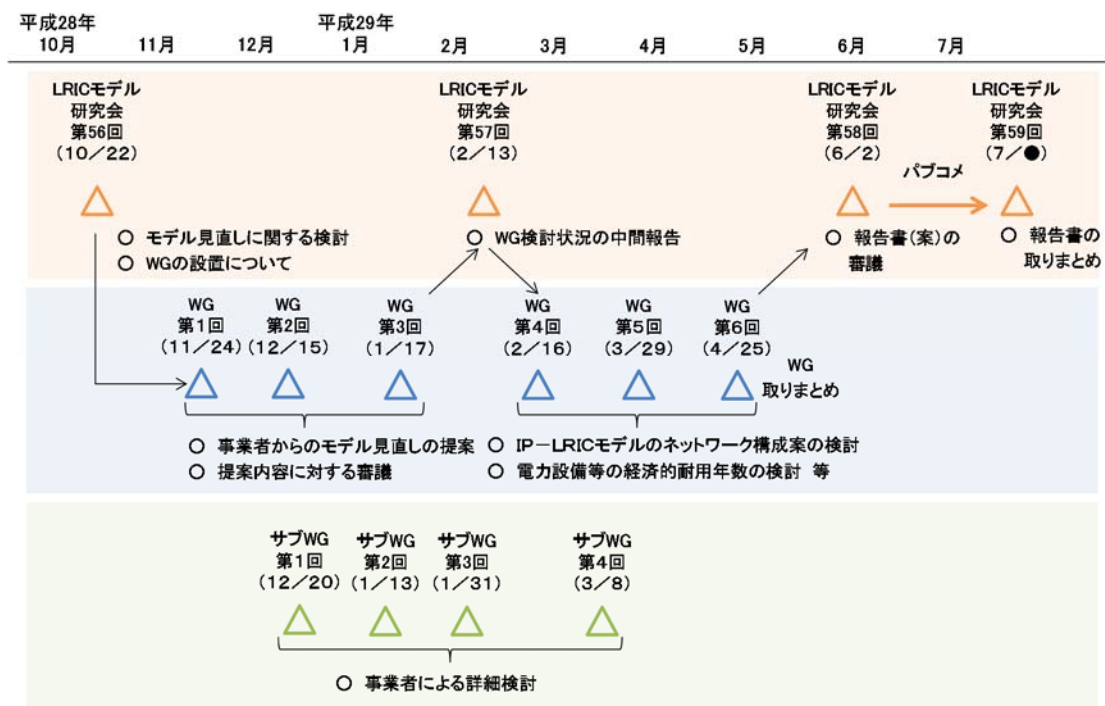 平成28年
平成29年
10月 11月 12月 1月 2月 3月 4月 5月 6月 7月
LRICモデル
研究会
第56回
(10/22)
LRICモデル
研究会
第57回
(2/13)
LRICモデル
研究会
第58回
(6/2)
パブコメ
LRICモデル
研究会
第59回
(7/●)
○ モデル見直しに関する検討
○ WGの設置について
○ WG検討状況の中間報告
○ 報告書(案)の
審議
○ 報告書の
取りまとめ
WG
第1回
(11/24)
WG
第2回
(12/15)
WG
第3回
(1/17)
WG
第4回
(2/16)
WG
第5回
(3/29)
WG
第6回
(4/25)
WG
取りまとめ
○ 事業者からのモデル見直しの提案
○ 提案内容に対する審議
○ IP-LRICモデルのネットワーク構成案の検討
○ 電力設備等の経済的耐用年数の検討 等
サブWG
第1回
(12/20)
サブWG
第2回
(1/13)
サブWG
第3回
(1/31)
サブWG
第4回
(3/8)
○ 事業者による詳細検討